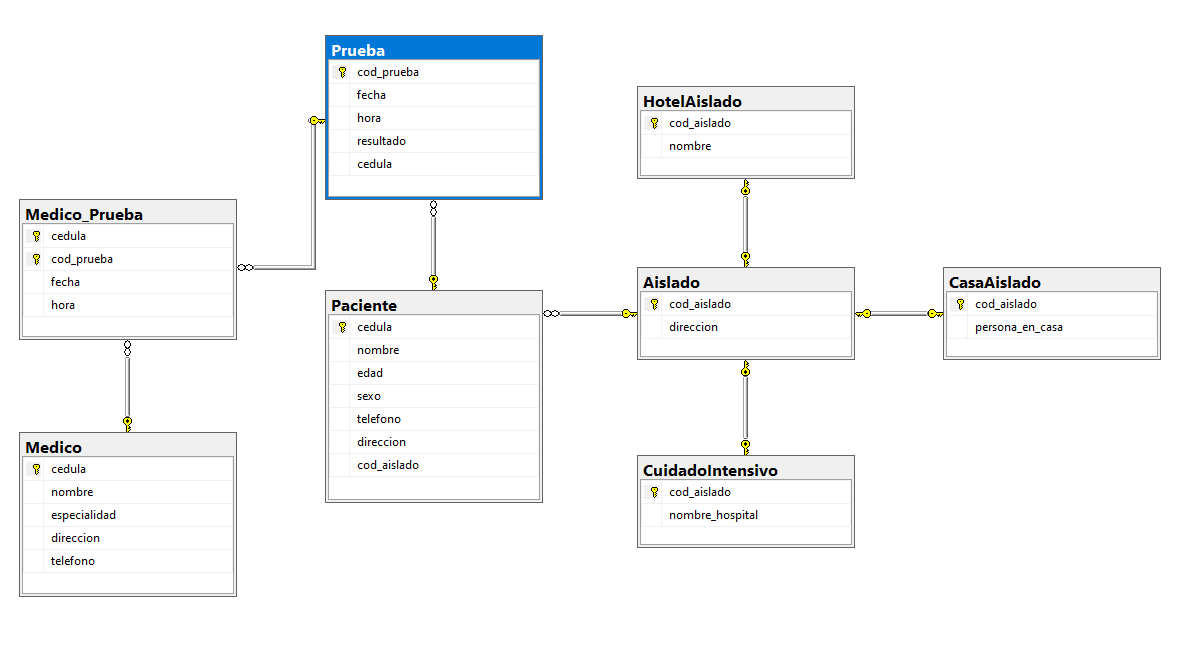 Prueba
cod_prueba
fecha
hora
resultado
cedula
HotelAislado
cod_aislado
nombre
Medico_Prueba
cedula
cod_prueba
fecha
hora
Paciente
cedula
nombre
edad
sexo
telefono
direccion
cod_aislado
Aislado
cod_aislado
direccion
CasaAislado
cod_aislado
persona_en_casa
Medico
cedula
nombre
especialidad
direccion
telefono
CuidadoIntensivo
cod_aislado
nombre_hospital